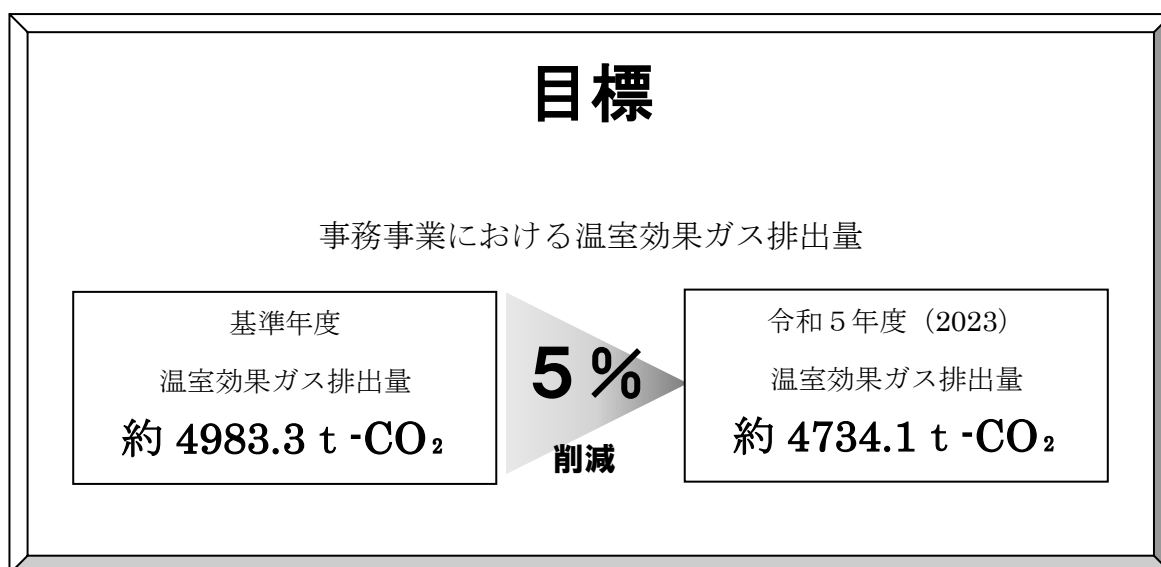 目標
事務事業における温室効果ガス排出量
基準年度
温室効果ガス排出量
約 4983.3 t -CO₂
5%
削減
令和５年度（2023）
温室効果ガス排出量
約 4734.1 t -CO₂